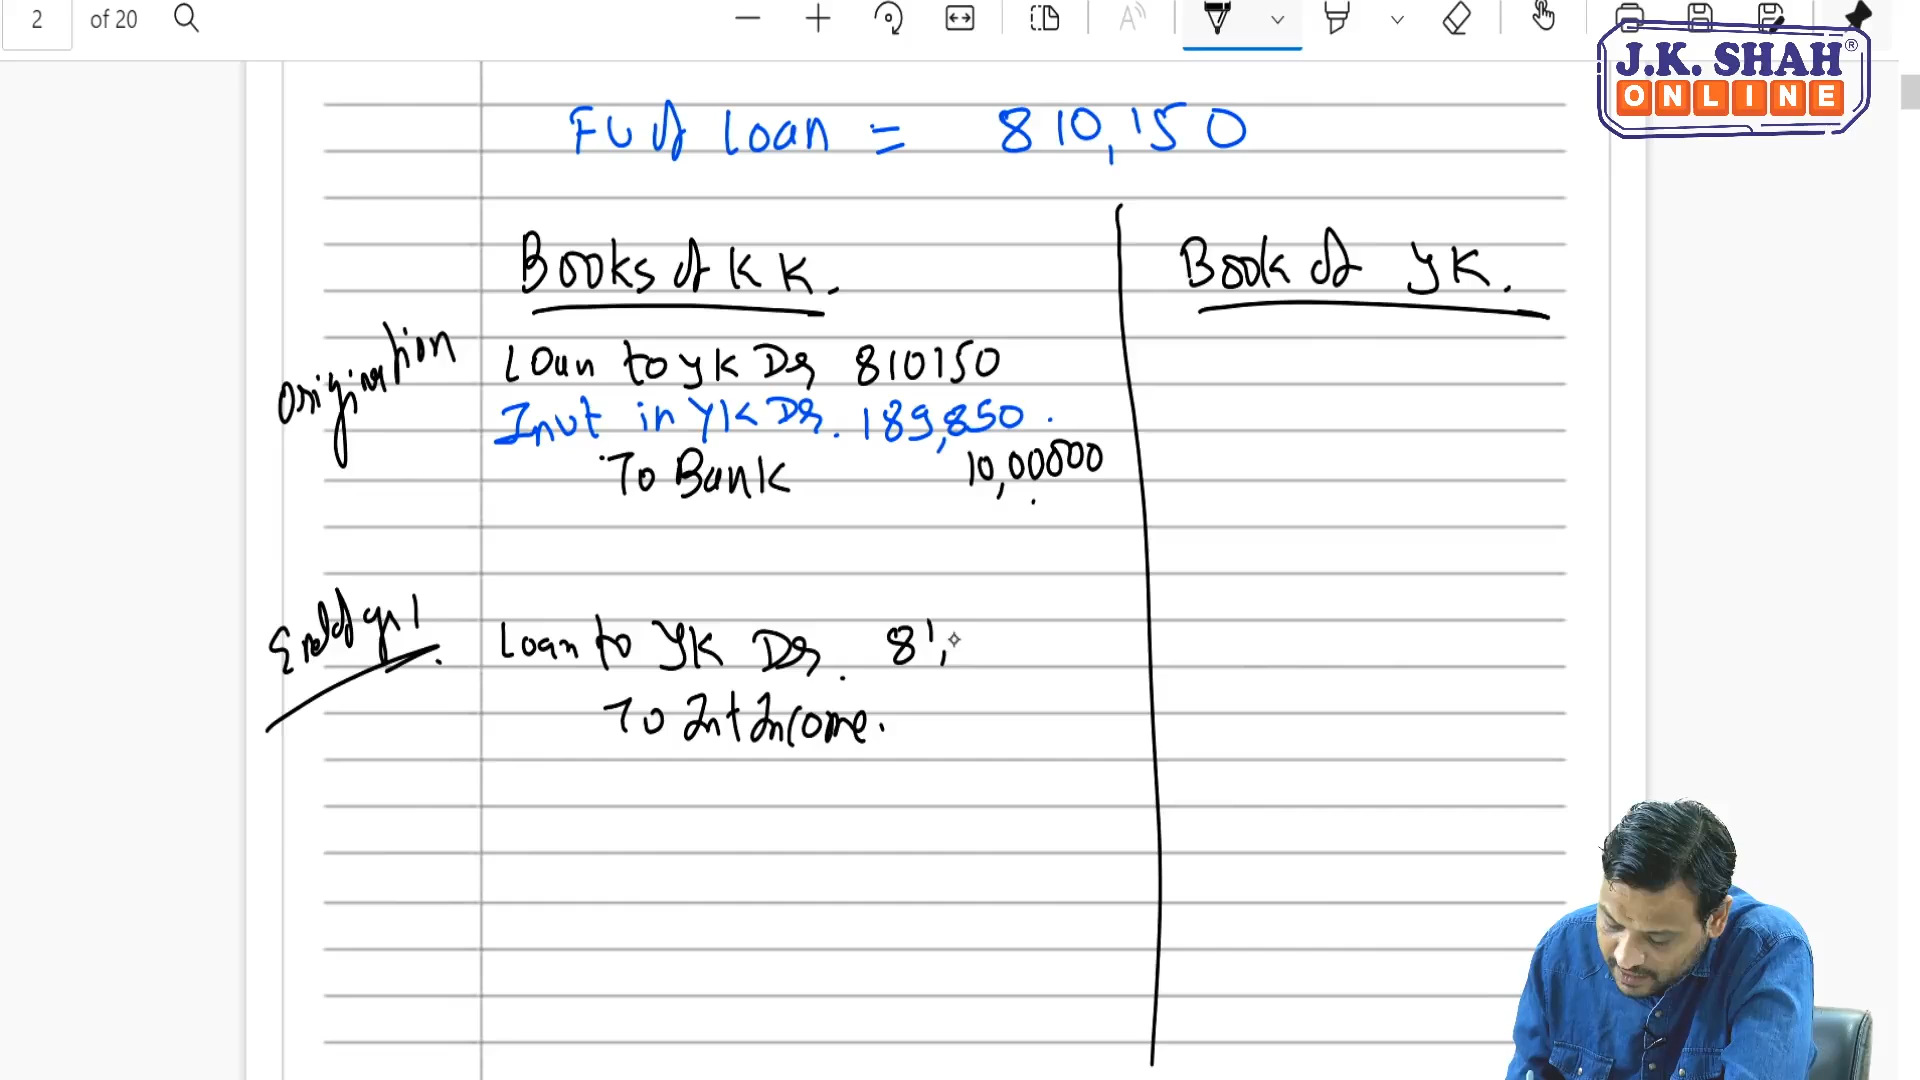 2 of 20
J.K. SHAH®
ONLINE
FV of loan = 810,150
Books of KK.
Book of YK.
Origination
Loan to YK Dr 810150
Invt in YK Dr. 189,850.
To Bank 10,00000
End of yr 1
Loan to YK Dr. 81,
To Int Income.